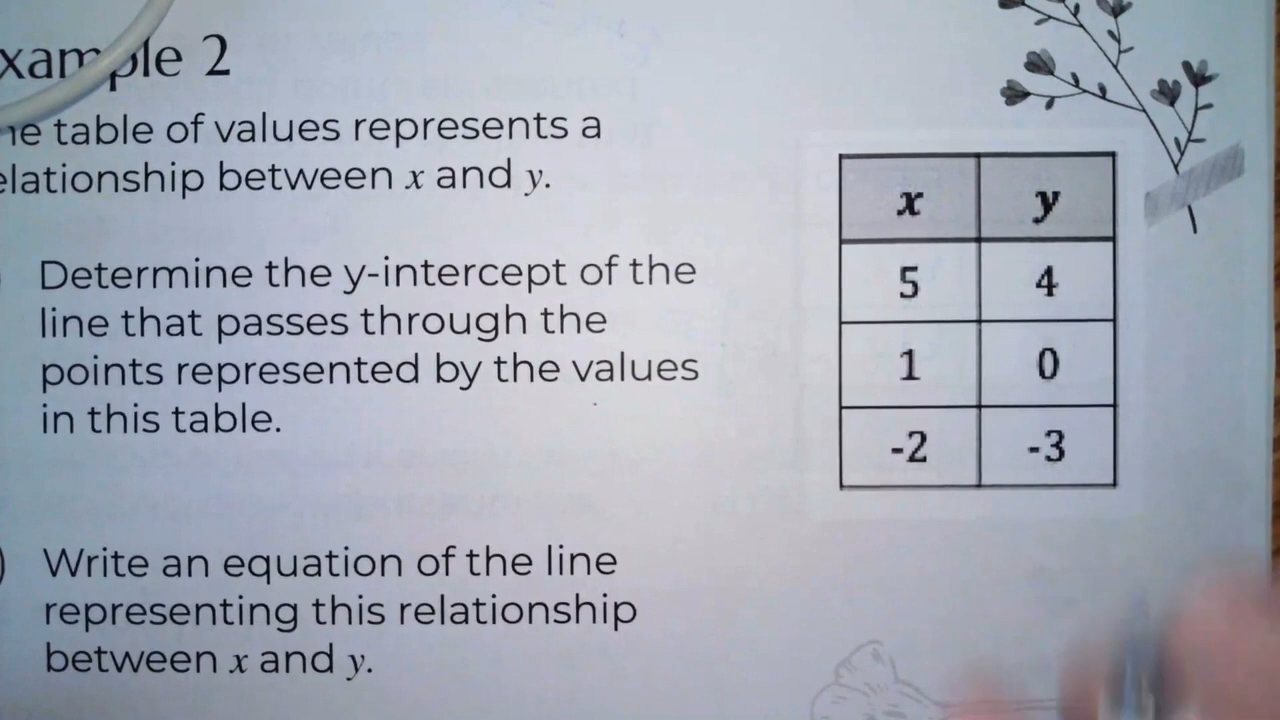 xample 2
he table of values represents a
elationship between x and y.
Determine the y-intercept of the
line that passes through the
points represented by the values
in this table.
x y
5 4
1 0
-2 -3
) Write an equation of the line
representing this relationship
between x and y.